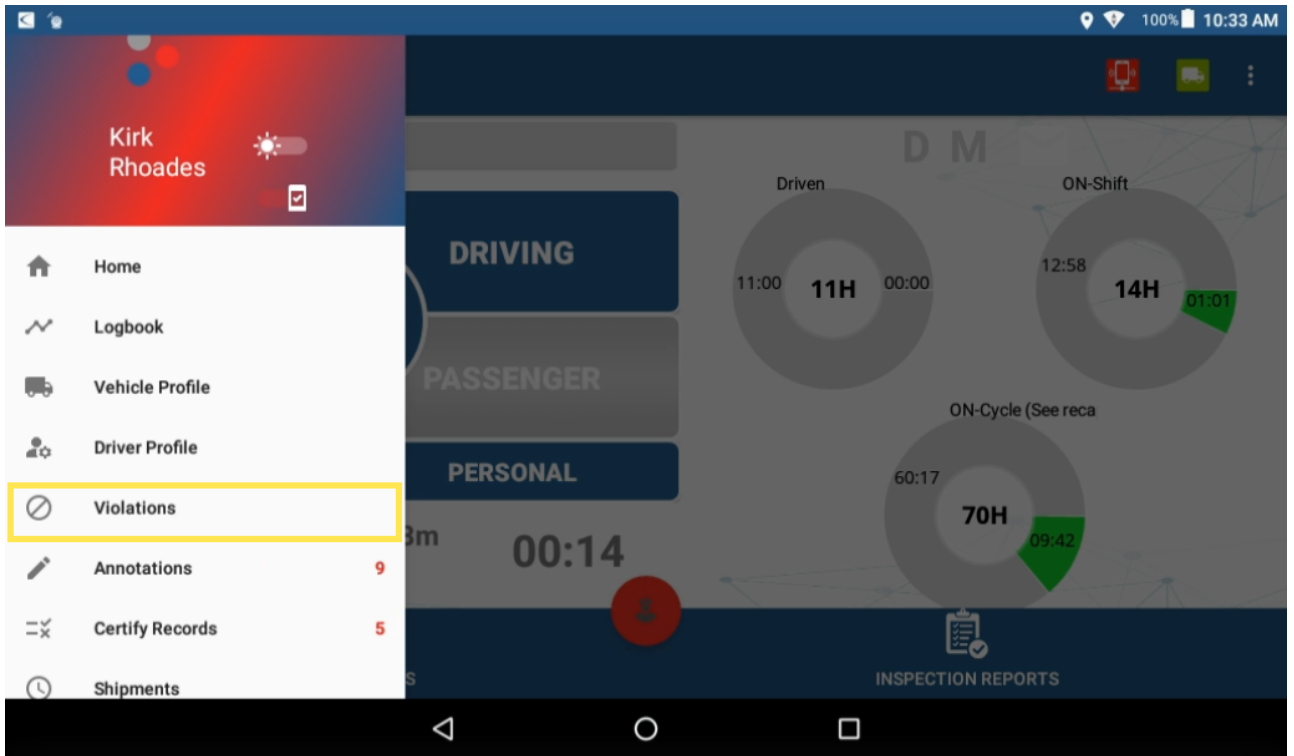 100% 10:33 AM
Kirk
Rhoades
Home
Logbook
Vehicle Profile
Driver Profile
Violations
Annotations 9
Certify Records 5
Shipments
DRIVING
PASSENGER
PERSONAL
3m 00:14
D M
Driven
11:00 11H 00:00
ON-Shift
12:58 14H 01:01
ON-Cycle (See reca
60:17 70H 09:42
S
INSPECTION REPORTS